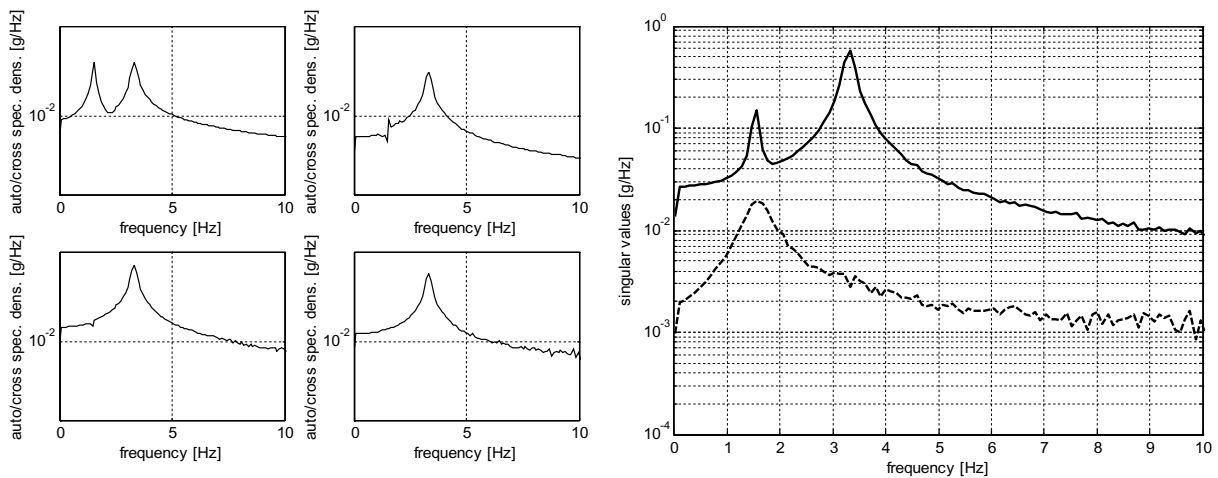 auto/cross spec. dens. [g/Hz]
10-2
0 5 10
frequency [Hz]
auto/cross spec. dens. [g/Hz]
10-2
0 5 10
frequency [Hz]
auto/cross spec. dens. [g/Hz]
10-2
0 5 10
frequency [Hz]
auto/cross spec. dens. [g/Hz]
10-2
0 5 10
frequency [Hz]
singular values [g/Hz]
10^0
10^-1
10^-2
10^-3
10^-4
0 1 2 3 4 5 6 7 8 9 10
frequency [Hz]